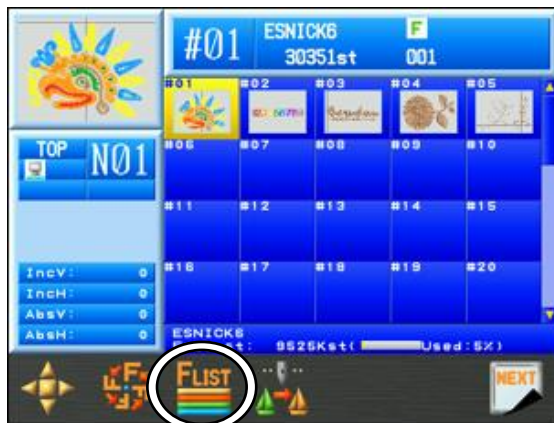 #01
ESNICK6
F
30351st
001
#01 #02 #03 #04 #05
TOP
N01
#06 #07 #08 #09 #10
#11 #12 #13 #14 #15
#16 #17 #18 #19 #20
IncV: 0
IncH: 0
AbsV: 0
AbsH: 0
ESNICK6
9525Kst( Used:5%)
F
F LIST
NEXT